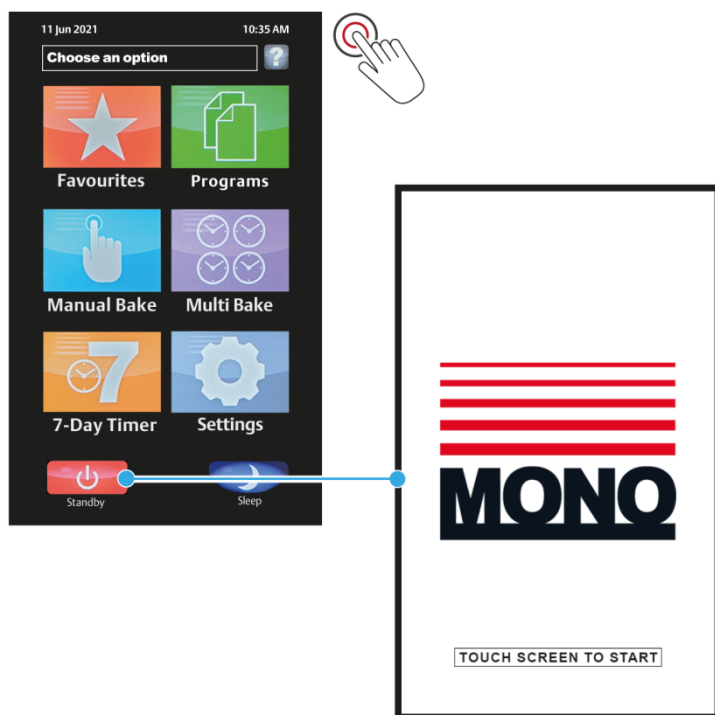 11 Jun 2021 10:35 AM
Choose an option ?
Favourites Programs
Manual Bake Multi Bake
7
7-Day Timer Settings
Standby Sleep
MONO
TOUCH SCREEN TO START